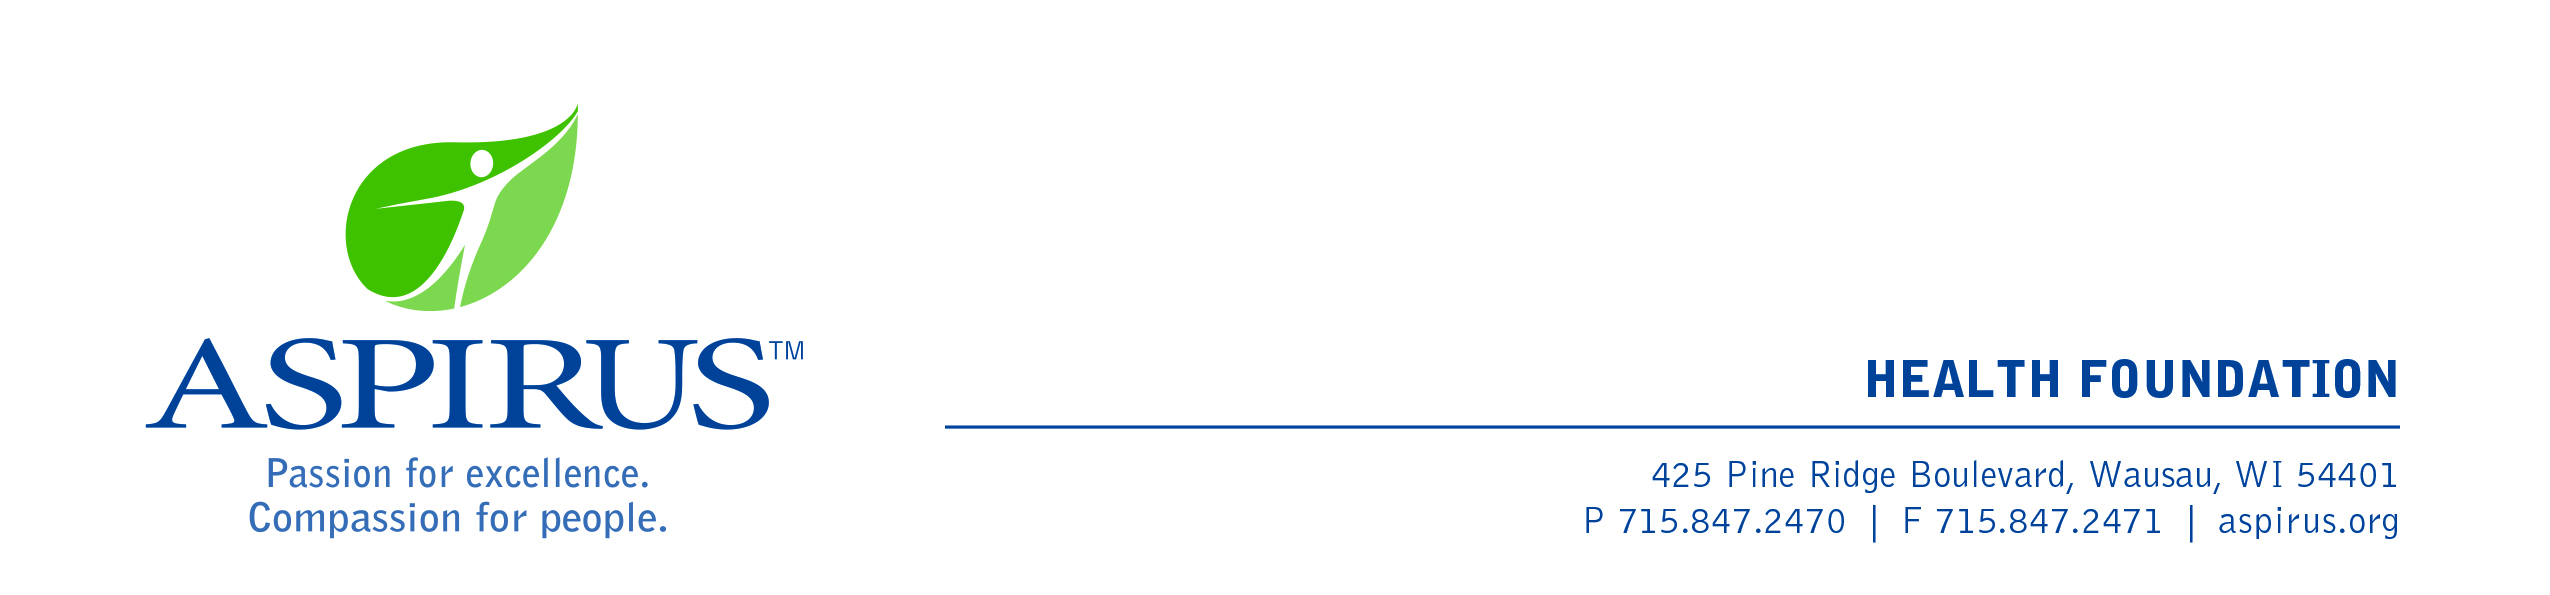 ASPIRUS™
Passion for excellence.
Compassion for people.
HEALTH FOUNDATION
425 Pine Ridge Boulevard, Wausau, WI 54401
P 715.847.2470 | F 715.847.2471 | aspirus.org